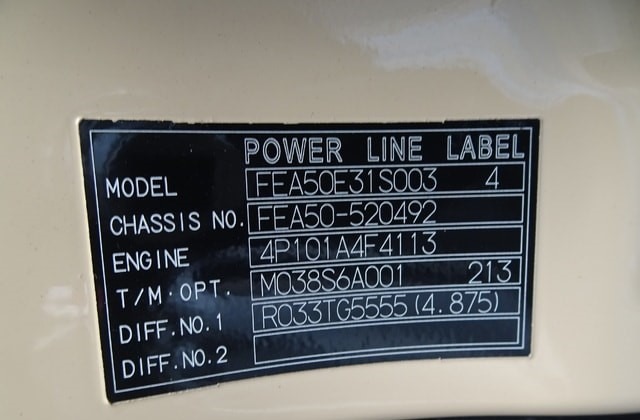 POWER LINE LABEL
MODEL FEA50E31S003 4
CHASSIS NO. FEA50-520492
ENGINE 4P101A4F4113
T/M·OPT. M038S6A001 213
DIFF.NO.1 R033TG5555(4.875)
DIFF.NO.2